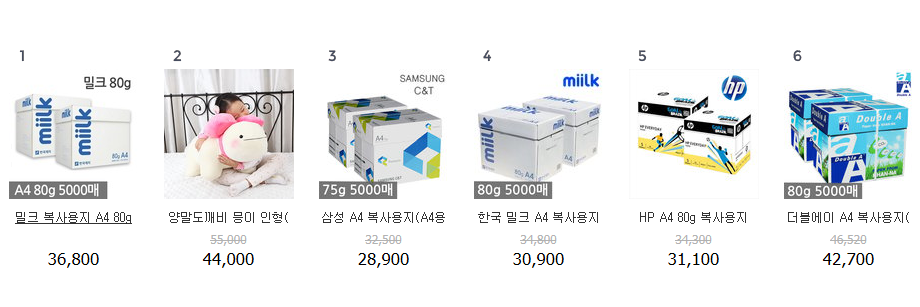 1
밀크 80g
miilk
miilk
80g A4
A4 80g 5000매
밀크 복사용지 A4 80g
36,800
2
양말도깨비 몽이 인형(
55,000
44,000
3
SAMSUNG
C&T
A4
SAMSUNG C&T
75g 5000매
삼성 A4 복사용지(A4용
32,500
28,900
4
miilk
miilk
80g A4
80g 5000매
한국 밀크 A4 복사용지
34,800
30,900
5
hp
HP EVERYDAY
HP A4 80g 복사용지
34,300
31,100
6
Double A
Double A
80g 5000매
더블에이 A4 복사용지(
46,520
42,700